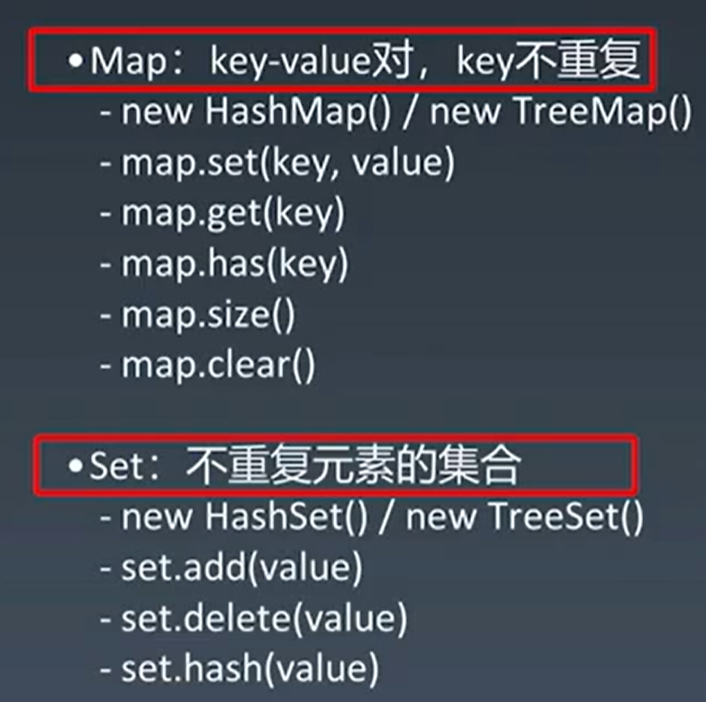 •Map：key-value对，key不重复
- new HashMap() / new TreeMap()
- map.set(key, value)
- map.get(key)
- map.has(key)
- map.size()
- map.clear()
•Set：不重复元素的集合
- new HashSet() / new TreeSet()
- set.add(value)
- set.delete(value)
- set.hash(value)